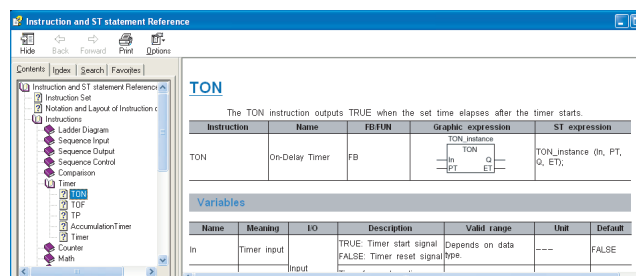 Instruction and ST statement Reference
Hide Back Forward Print Options
Contents Index Search Favorites
Instruction and ST statement Reference
Instruction Set
Notation and Layout of Instruction
Instructions
Ladder Diagram
Sequence Input
Sequence Output
Sequence Control
Comparison
Timer
TON
TOF
TP
AccumulationTimer
Timer
Counter
Math
TON
The TON instruction outputs TRUE when the set time elapses after the timer starts.
Instruction Name FB/FUN Graphic expression ST expression
TON On-Delay Timer FB
TON_instance
TON
In Q
PT ET
TON_instance (In, PT,
Q, ET);
Variables
Name Meaning I/O Description Valid range Unit Default
In Timer input
Input
TRUE: Timer start signal
FALSE: Timer reset signal
Depends on data
type.
--- FALSE